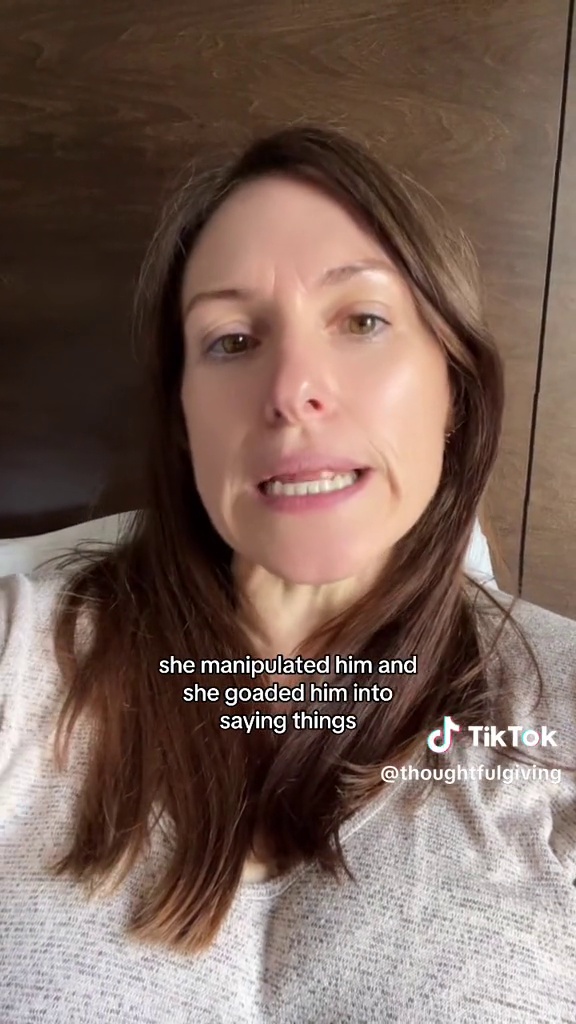 she manipulated him and
she goaded him into
saying things
TikTok
@thoughtfulgiving